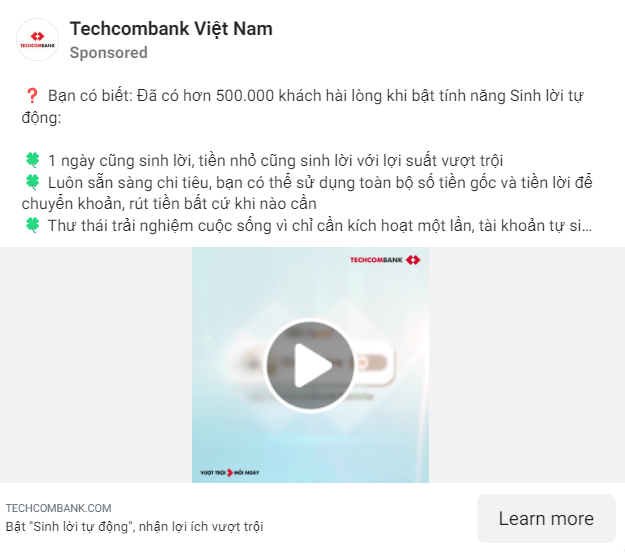 Techcombank Việt Nam
TECHCOMBANK
Sponsored
❓ Bạn có biết: Đã có hơn 500.000 khách hài lòng khi bật tính năng Sinh lời tự
động:
🍀 1 ngày cũng sinh lời, tiền nhỏ cũng sinh lời với lợi suất vượt trội
🍀 Luôn sẵn sàng chi tiêu, bạn có thể sử dụng toàn bộ số tiền gốc và tiền lời để
chuyển khoản, rút tiền bất cứ khi nào cần
🍀 Thư thái trải nghiệm cuộc sống vì chỉ cần kích hoạt một lần, tài khoản tự si...
TECHCOMBANK
VƯỢT TRỘI MỖI NGÀY
TECHCOMBANK.COM
Bật "Sinh lời tự động", nhận lợi ích vượt trội
Learn more